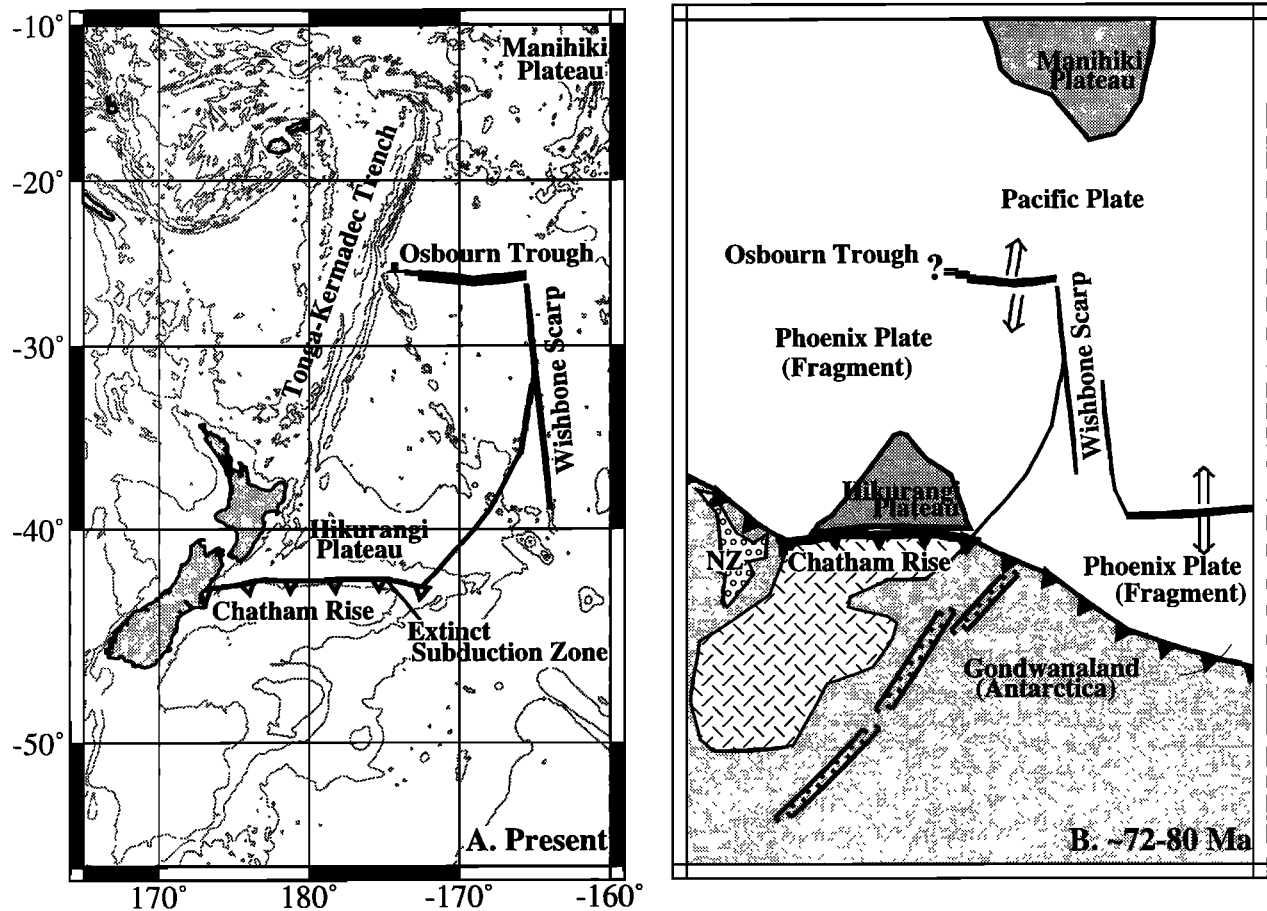 -10°
-20°
-30°
-40°
-50°
170°
180°
-170°
-160°
Manihiki
Plateau
Tonga-Kermadec Trench
Osbourn Trough
Wishbone Scarp
Hikurangi
Plateau
Chatham Rise
Extinct
Subduction Zone
A. Present
Manihiki
Plateau
Pacific Plate
Osbourn Trough
?=
Phoenix Plate
(Fragment)
Wishbone Scarp
Hikurangi
Plateau
NZ
Chatham Rise
Phoenix Plate
(Fragment)
Gondwanaland
(Antarctica)
B. ~72-80 Ma